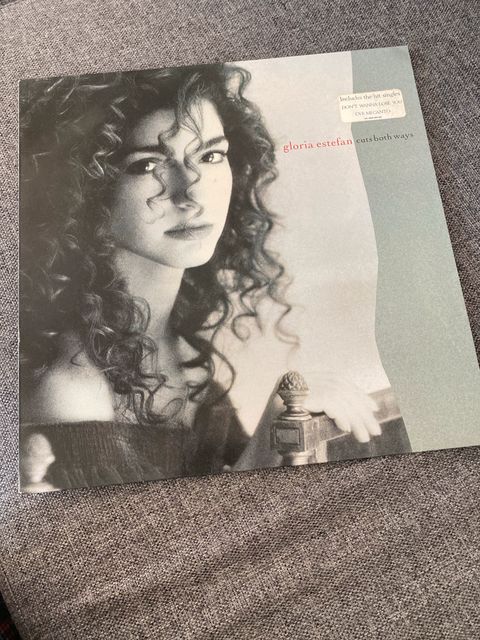 Includes the hit singles
DON'T WANNA LOSE YOU
OYE MI CANTO
gloria estefan cuts both ways